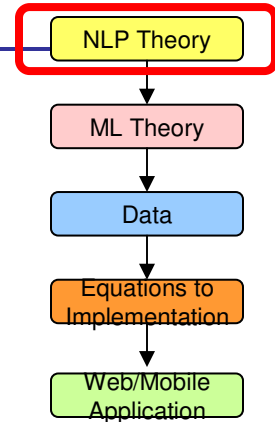 NLP Theory
ML Theory
Data
Equations to
Implementation
Web/Mobile
Application